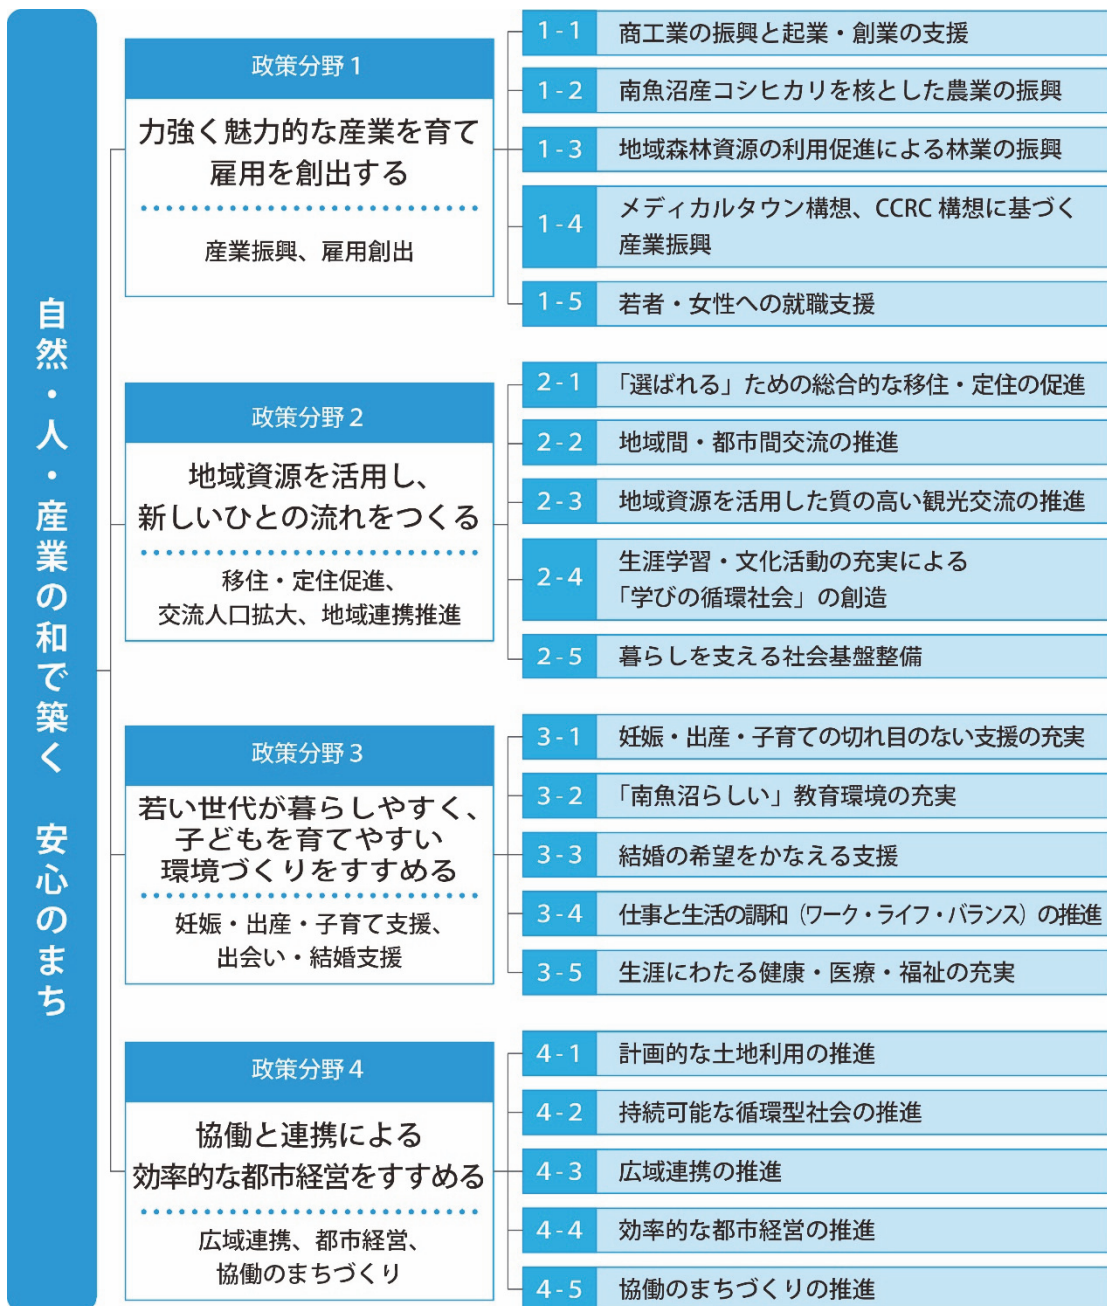 自然・人・産業の和で築く　安心のまち
政策分野 1
力強く魅力的な産業を育て
雇用を創出する
産業振興、雇用創出
1 - 1 商工業の振興と起業・創業の支援
1 - 2 南魚沼産コシヒカリを核とした農業の振興
1 - 3 地域森林資源の利用促進による林業の振興
1 - 4 メディカルタウン構想、CCRC 構想に基づく
産業振興
1 - 5 若者・女性への就職支援
政策分野 2
地域資源を活用し、
新しいひとの流れをつくる
移住・定住促進、
交流人口拡大、地域連携推進
2 - 1 「選ばれる」ための総合的な移住・定住の促進
2 - 2 地域間・都市間交流の推進
2 - 3 地域資源を活用した質の高い観光交流の推進
2 - 4 生涯学習・文化活動の充実による
「学びの循環社会」の創造
2 - 5 暮らしを支える社会基盤整備
政策分野 3
若い世代が暮らしやすく、
子どもを育てやすい
環境づくりをすすめる
妊娠・出産・子育て支援、
出会い・結婚支援
3 - 1 妊娠・出産・子育ての切れ目のない支援の充実
3 - 2 「南魚沼らしい」教育環境の充実
3 - 3 結婚の希望をかなえる支援
3 - 4 仕事と生活の調和（ワーク・ライフ・バランス）の推進
3 - 5 生涯にわたる健康・医療・福祉の充実
政策分野 4
協働と連携による
効率的な都市経営をすすめる
広域連携、都市経営、
協働のまちづくり
4 - 1 計画的な土地利用の推進
4 - 2 持続可能な循環型社会の推進
4 - 3 広域連携の推進
4 - 4 効率的な都市経営の推進
4 - 5 協働のまちづくりの推進